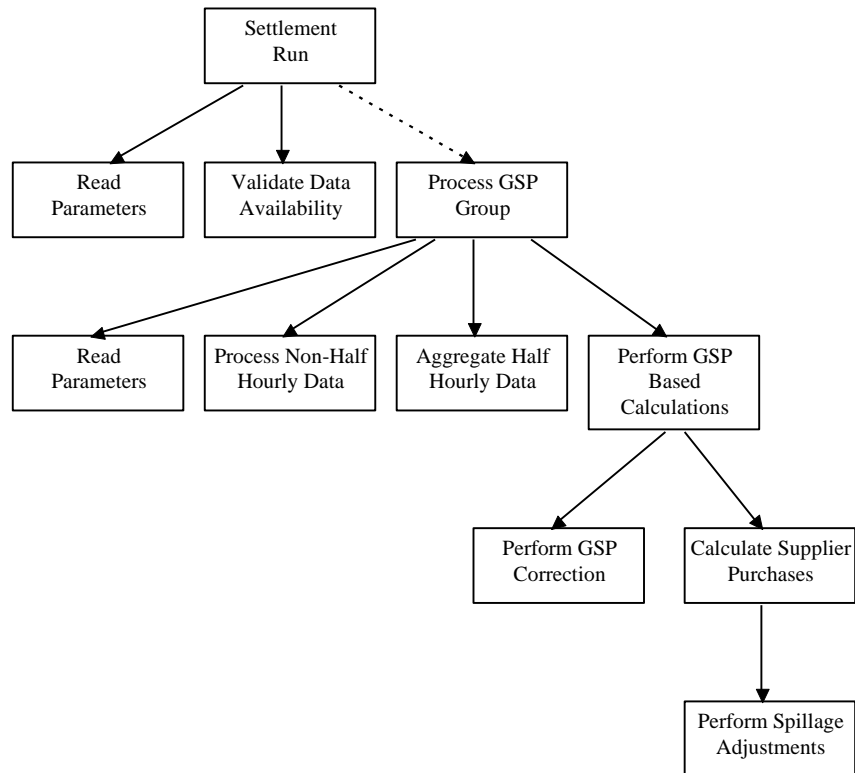 Settlement
Run
Read
Parameters
Validate Data
Availability
Process GSP
Group
Read
Parameters
Process Non-Half
Hourly Data
Aggregate Half
Hourly Data
Perform GSP
Based
Calculations
Perform GSP
Correction
Calculate Supplier
Purchases
Perform Spillage
Adjustments